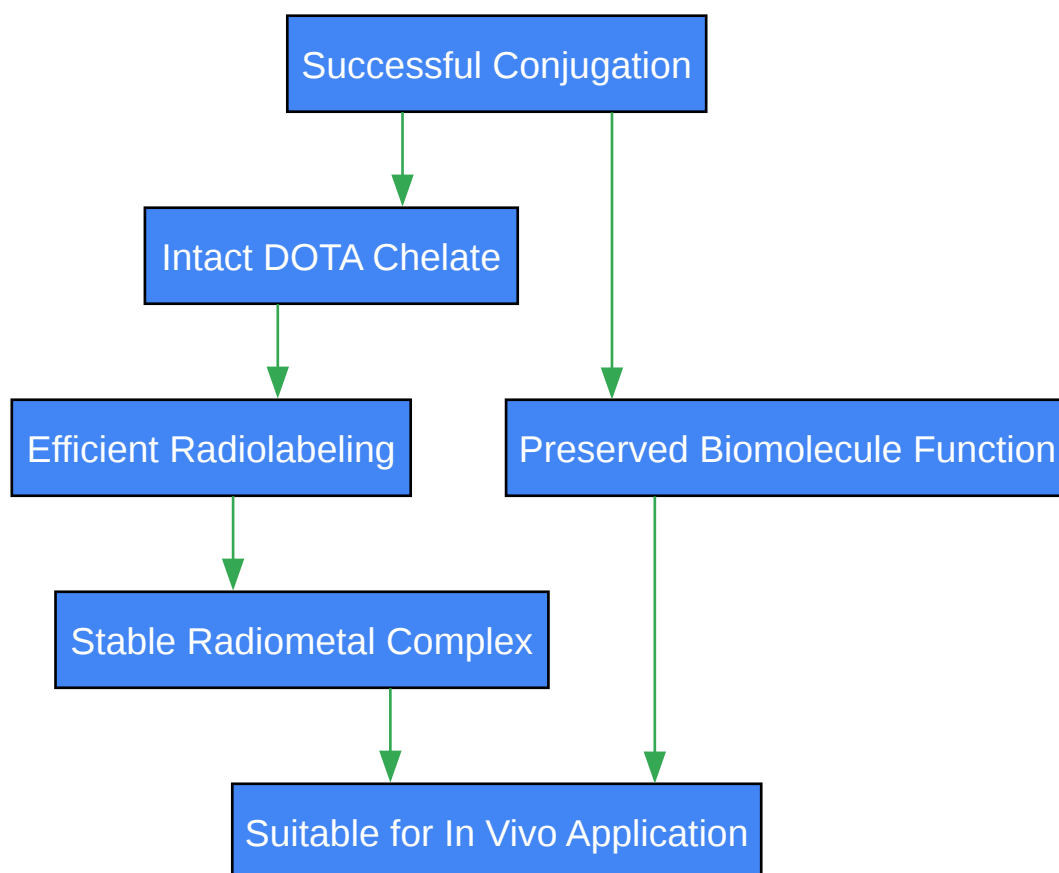 Successful Conjugation
Intact DOTA Chelate
Efficient Radiolabeling
Preserved Biomolecule Function
Stable Radiometal Complex
Suitable for In Vivo Application